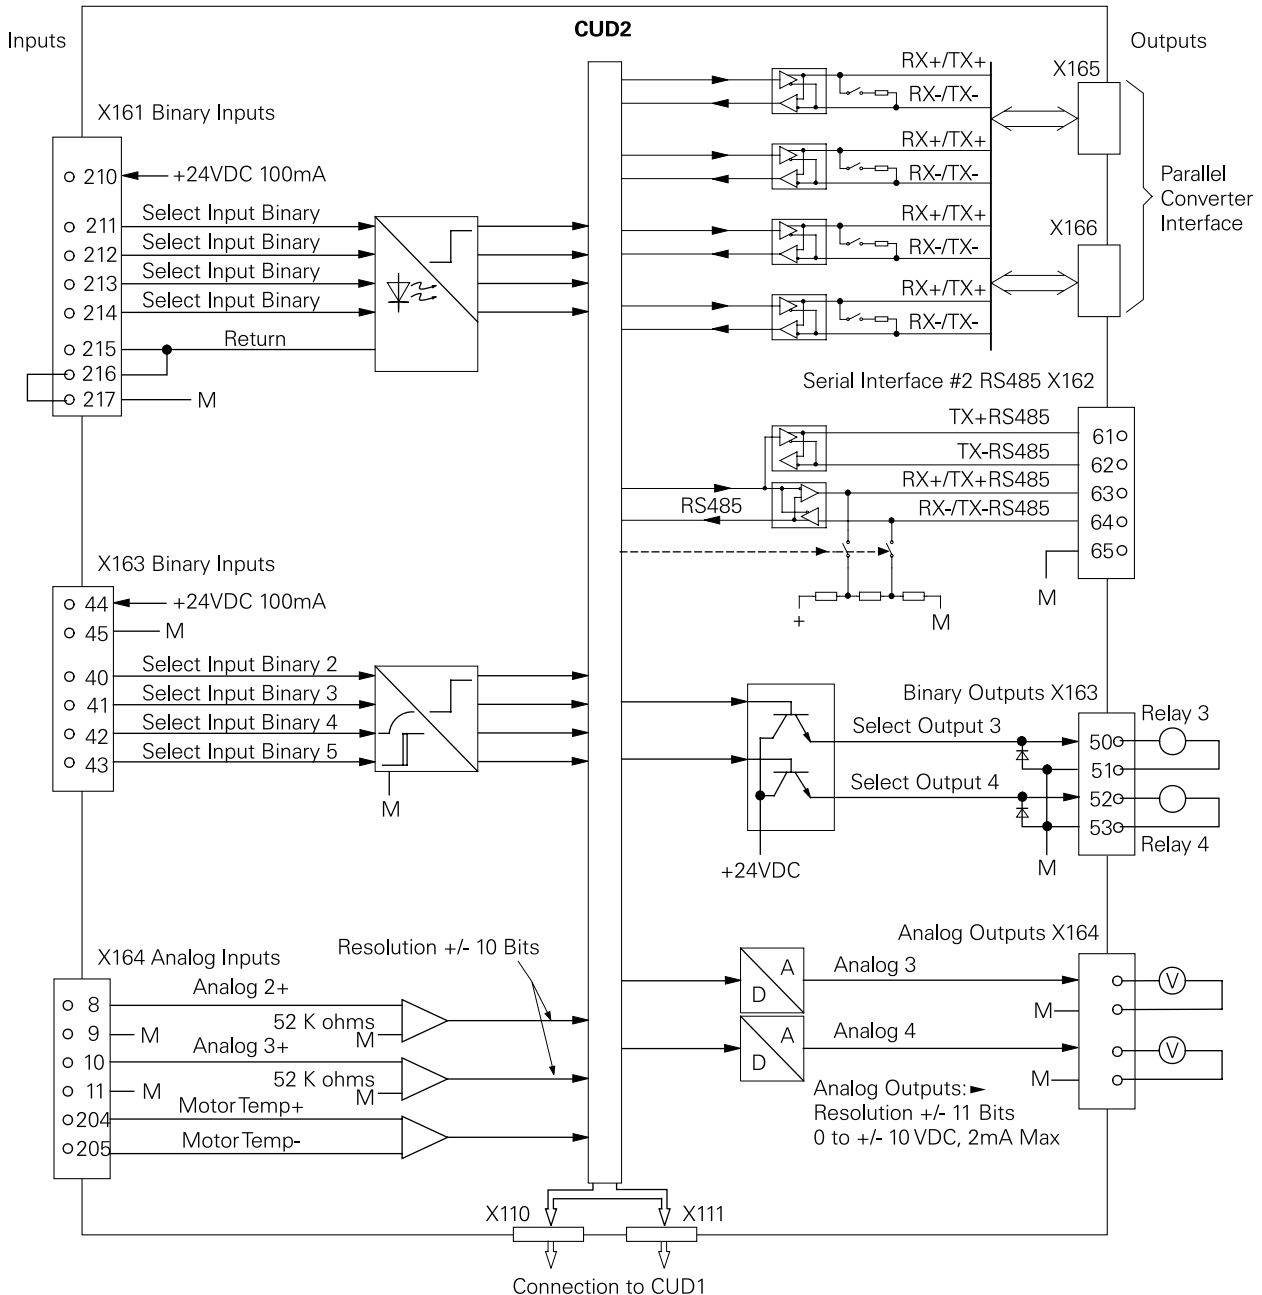 CUD2
Inputs
Outputs
X161 Binary Inputs
210
+24VDC 100mA
211
Select Input Binary
212
Select Input Binary
213
Select Input Binary
214
Select Input Binary
215
Return
216
217
M
X163 Binary Inputs
44
+24VDC 100mA
45
M
40
Select Input Binary 2
41
Select Input Binary 3
42
Select Input Binary 4
43
Select Input Binary 5
M
X164 Analog Inputs
Resolution +/- 10 Bits
8
Analog 2+
52 K ohms
9
M
M
10
Analog 3+
52 K ohms
11
M
M
204
Motor Temp+
205
Motor Temp-
RX+/TX+
RX-/TX-
RX+/TX+
RX-/TX-
RX+/TX+
RX-/TX-
RX+/TX+
RX-/TX-
X165
X166
Parallel
Converter
Interface
Serial Interface #2 RS485 X162
TX+RS485
61
TX-RS485
62
RX+/TX+RS485
63
RS485
RX-/TX-RS485
64
65
M
+
M
Binary Outputs X163
Relay 3
Select Output 3
50
51
Select Output 4
52
53
Relay 4
M
+24VDC
Analog Outputs X164
A
D
Analog 3
V
M
A
D
Analog 4
V
M
Analog Outputs:
Resolution +/- 11 Bits
0 to +/- 10 VDC, 2mA Max
X110
X111
Connection to CUD1